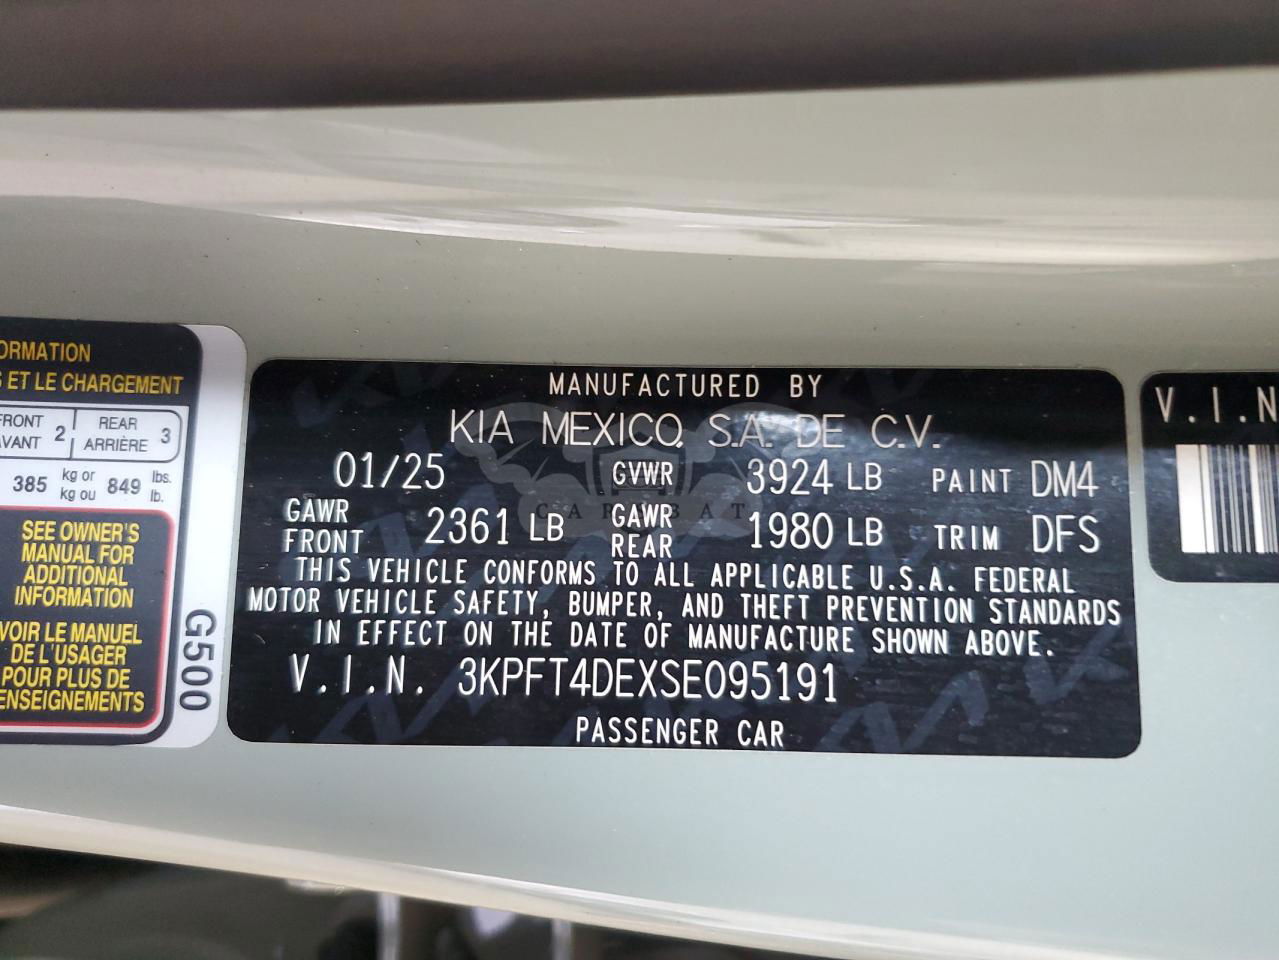 ORMATION
S ET LE CHARGEMENT
FRONT
AVANT 2
REAR
ARRIÈRE 3
385 kg or
kg ou 849 lbs.
lb.
SEE OWNER'S
MANUAL FOR
ADDITIONAL
INFORMATION
VOIR LE MANUEL
DE L'USAGER
POUR PLUS DE
RENSEIGNEMENTS
G500
MANUFACTURED BY
KIA MEXICO, S.A. DE C.V.
01/25 GVWR 3924 LB PAINT DM4
GAWR
FRONT 2361 LB GAWR
REAR 1980 LB TRIM DFS
THIS VEHICLE CONFORMS TO ALL APPLICABLE U.S.A. FEDERAL
MOTOR VEHICLE SAFETY, BUMPER, AND THEFT PREVENTION STANDARDS
IN EFFECT ON THE DATE OF MANUFACTURE SHOWN ABOVE.
V.I.N. 3KPFT4DEXSE095191
PASSENGER CAR
V.I.N